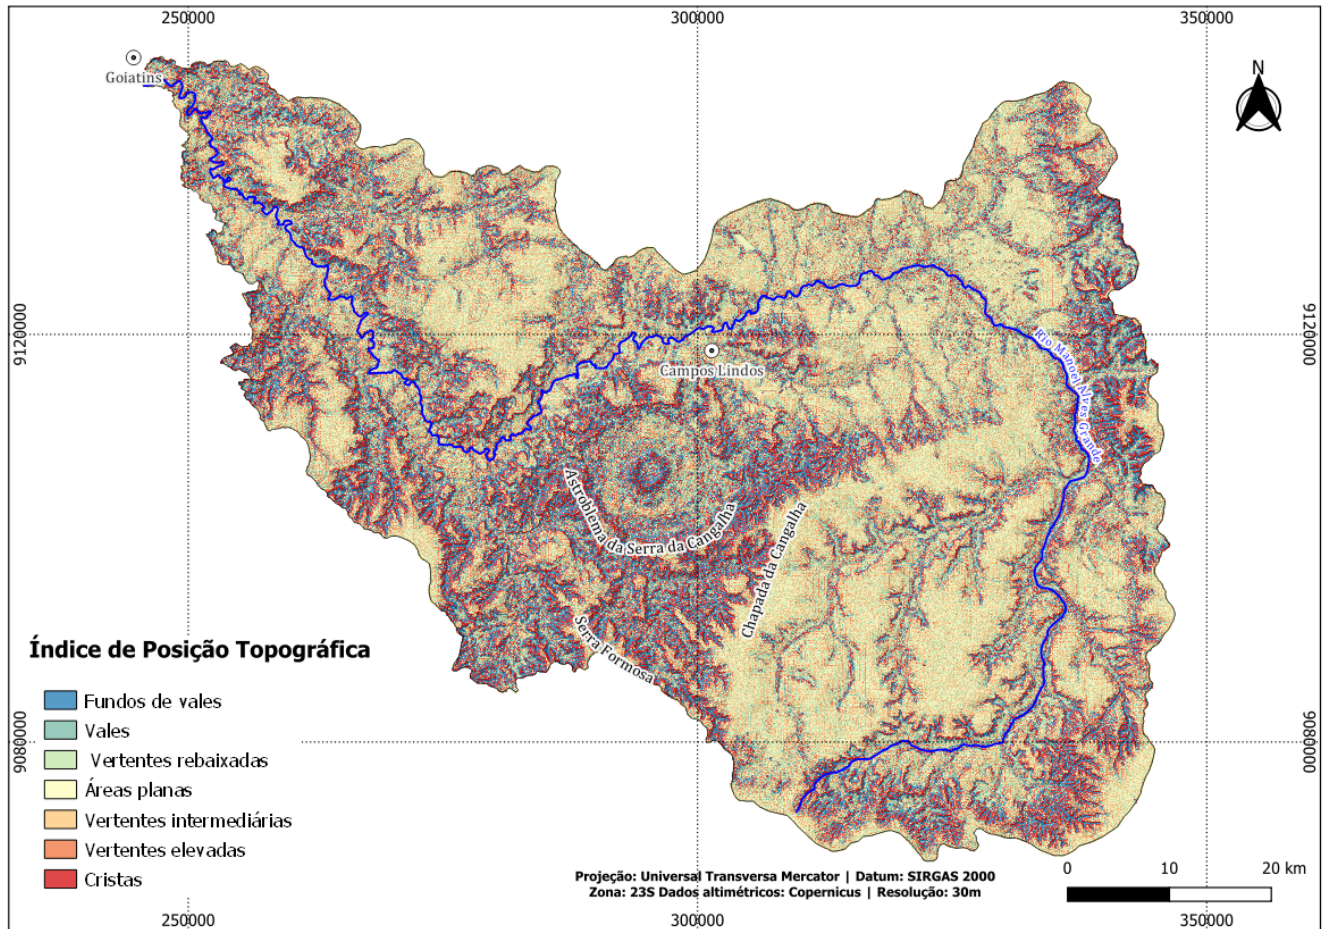 250000
300000
350000
N
Goiatins
9120000
9120000
Rio Manoel Alves Grande
Campos Lindos
Astroblema da Serra da Cangalha
Chapada da Cangalha
Serra Formosa
Índice de Posição Topográfica
Fundos de vales
Vales
Vertentes rebaixadas
Áreas planas
Vertentes intermediárias
Vertentes elevadas
Cristas
9080000
9080000
Projeção: Universal Transversa Mercator | Datum: SIRGAS 2000
Zona: 23S Dados altimétricos: Copernicus | Resolução: 30m
0 10 20 km
250000
300000
350000